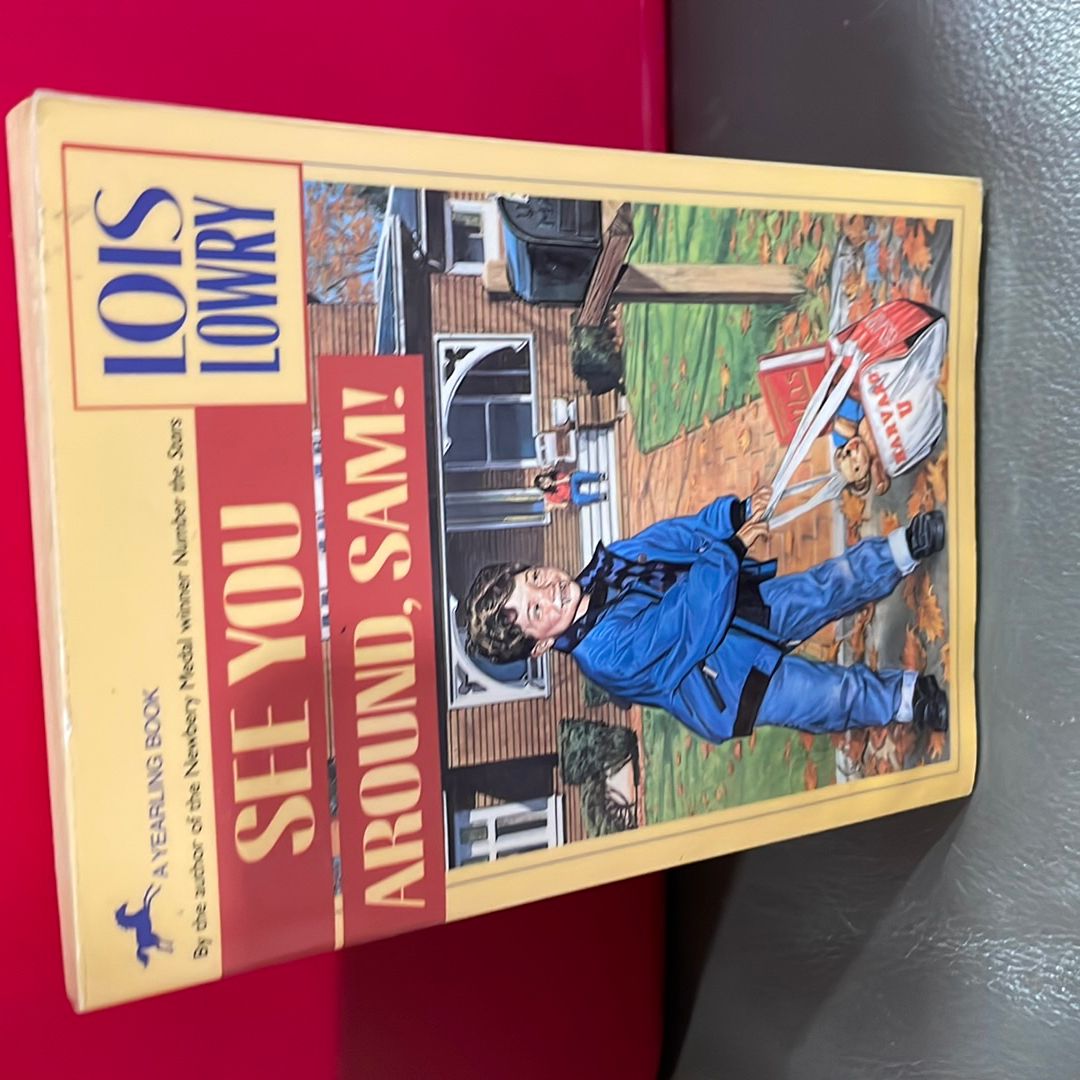 A YEARLING BOOK
By the author of the Newbery Medal winner Number the Stars
LOIS
LOWRY
SEE YOU
AROUND, SAM!
HARVARD
U